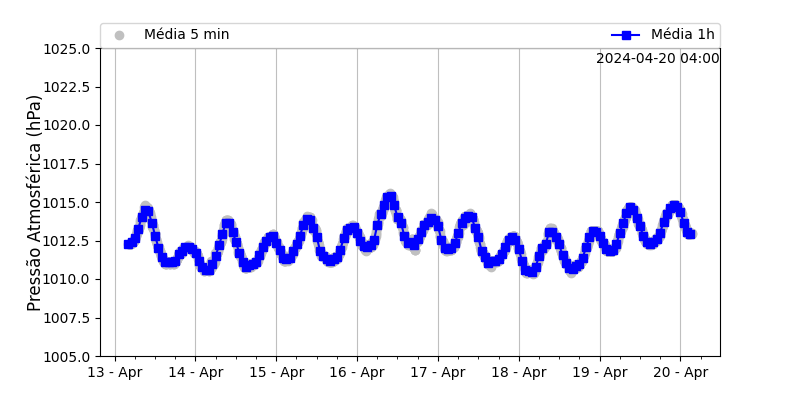 Média 5 min
Média 1h
2024-04-20 04:00
Pressão Atmosférica (hPa)
1025.0
1022.5
1020.0
1017.5
1015.0
1012.5
1010.0
1007.5
1005.0
13 - Apr
14 - Apr
15 - Apr
16 - Apr
17 - Apr
18 - Apr
19 - Apr
20 - Apr